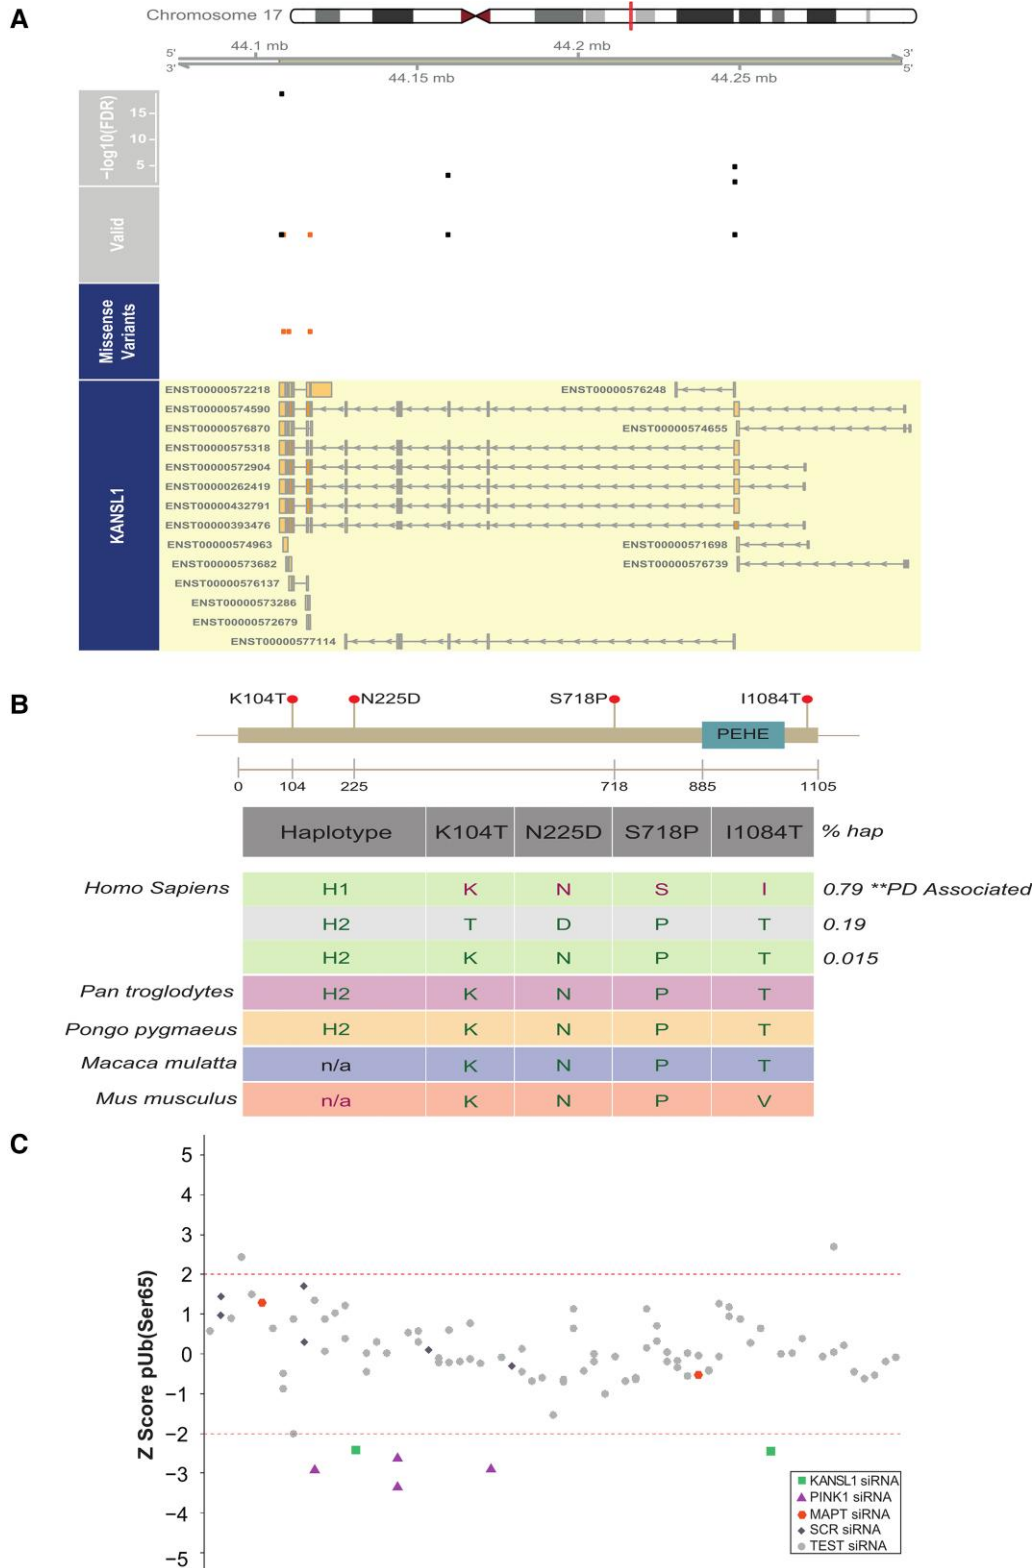 A
Chromosome 17
44.1 mb
44.2 mb
5'
3'
3'
5'
44.15 mb
44.25 mb
−log10(FDR)
15
10
5
Valid
Missense
Variants
KANSL1
ENST00000572218
ENST00000576248
ENST00000574590
ENST00000576870
ENST00000574655
ENST00000575318
ENST00000572904
ENST00000262419
ENST00000432791
ENST00000393476
ENST00000574963
ENST00000571698
ENST00000573682
ENST00000576739
ENST00000576137
ENST00000573286
ENST00000572679
ENST00000577114
B
K104T
N225D
S718P
I1084T
PEHE
0 104 225 718 885 1105
Haplotype K104T N225D S718P I1084T % hap
Homo Sapiens H1 K N S I 0.79 **PD Associated
H2 T D P T 0.19
H2 K N P T 0.015
Pan troglodytes H2 K N P T
Pongo pygmaeus H2 K N P T
Macaca mulatta n/a K N P T
Mus musculus n/a K N P V
C
Z Score pUb(Ser65)
5
4
3
2
1
0
−1
−2
−3
−4
−5
KANSL1 siRNA
PINK1 siRNA
MAPT siRNA
SCR siRNA
TEST siRNA